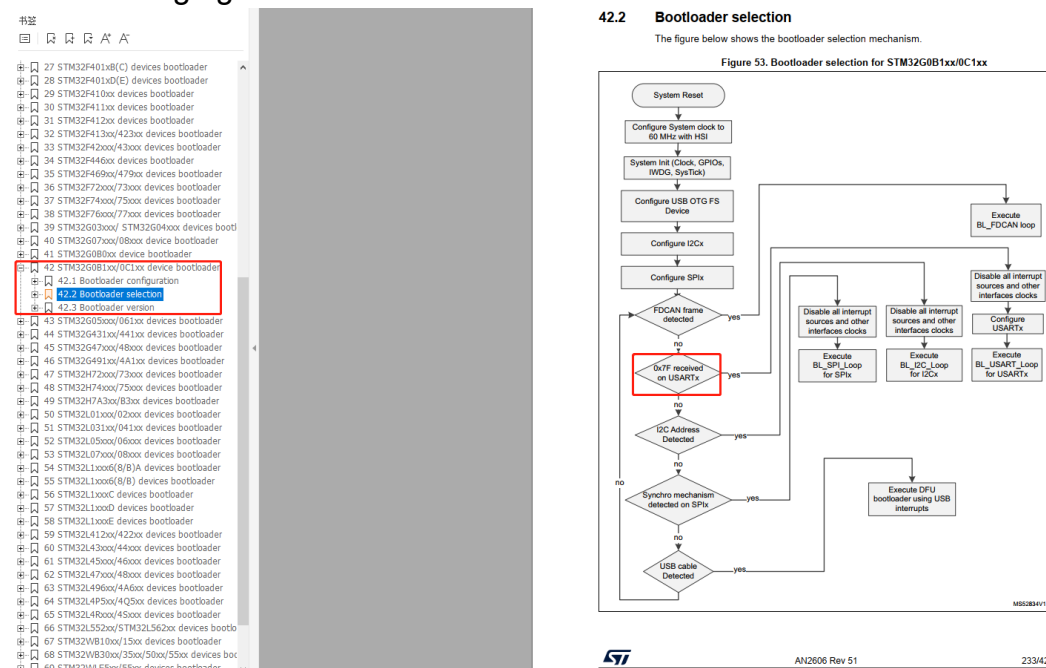 书签
A+ A-
27 STM32F401xB(C) devices bootloader
28 STM32F401xD(E) devices bootloader
29 STM32F410xx devices bootloader
30 STM32F411xx devices bootloader
31 STM32F412xx devices bootloader
32 STM32F413xx/423xx devices bootloader
33 STM32F42xxx/43xxx devices bootloader
34 STM32F446xx devices bootloader
35 STM32F469xx/479xx devices bootloader
36 STM32F72xxx/73xxx devices bootloader
37 STM32F74xxx/75xxx devices bootloader
38 STM32F76xxx/77xxx devices bootloader
39 STM32G03xxx/ STM32G04xxx devices bootl
40 STM32G07xxx/08xxx device bootloader
41 STM32G0B0xx device bootloader
42 STM32G0B1xx/0C1xx device bootloader
42.1 Bootloader configuration
42.2 Bootloader selection
42.3 Bootloader version
43 STM32G05xxx/061xx devices bootloader
44 STM32G431xx/441xx devices bootloader
45 STM32G47xxx/48xxx devices bootloader
46 STM32G491xx/4A1xx devices bootloader
47 STM32H72xxx/73xxx devices bootloader
48 STM32H74xxx/75xxx devices bootloader
49 STM32H7A3xx/B3xx devices bootloader
50 STM32L01xxx/02xxx devices bootloader
51 STM32L031xx/041xx devices bootloader
52 STM32L05xxx/06xxx devices bootloader
53 STM32L07xxx/08xxx devices bootloader
54 STM32L1xxx6(8/B)A devices bootloader
55 STM32L1xxx6(8/B) devices bootloader
56 STM32L1xxxC devices bootloader
57 STM32L1xxxD devices bootloader
58 STM32L1xxxE devices bootloader
59 STM32L412xx/422xx devices bootloader
60 STM32L43xxx/44xxx devices bootloader
61 STM32L45xxx/46xxx devices bootloader
62 STM32L47xxx/48xxx devices bootloader
63 STM32L496xx/4A6xx devices bootloader
64 STM32L4P5xx/4Q5xx devices bootloader
65 STM32L4Rxxx/4Sxxx devices bootloader
66 STM32L552xx/STM32L562xx devices bootlo
67 STM32WB10xx/15xx devices bootloader
68 STM32WB30xx/35xx/50xx/55xx devices boo
42.2 Bootloader selection
The figure below shows the bootloader selection mechanism.
Figure 53. Bootloader selection for STM32G0B1xx/0C1xx
System Reset
Configure System clock to
60 MHz with HSI
System Init (Clock, GPIOs,
IWDG, SysTick)
Configure USB OTG FS
Device
Configure I2Cx
Configure SPIx
FDCAN frame
detected
yes
no
0x7F received
on USARTx
yes
no
I2C Address
Detected
yes
no
Synchro mechanism
detected on SPIx
yes
no
USB cable
Detected
yes
no
Execute
BL_FDCAN loop
Disable all interrupt
sources and other
interfaces clocks
Configure
USARTx
Execute
BL_USART_Loop
for USARTx
Disable all interrupt
sources and other
interfaces clocks
Execute
BL_I2C_Loop
for I2Cx
Disable all interrupt
sources and other
interfaces clocks
Execute
BL_SPI_Loop
for SPIx
Execute DFU
bootloader using USB
interrupts
MS52834V1
AN2606 Rev 51
233/42